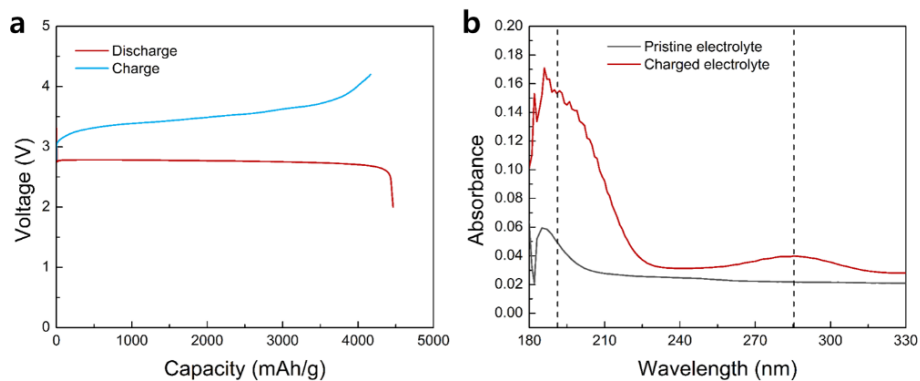 a
Discharge
Charge
Voltage (V)
5
4
3
2
1
0
0 1000 2000 3000 4000 5000
Capacity (mAh/g)
b
Pristine electrolyte
Charged electrolyte
Absorbance
0.20
0.18
0.16
0.14
0.12
0.10
0.08
0.06
0.04
0.02
0.00
180 210 240 270 300 330
Wavelength (nm)